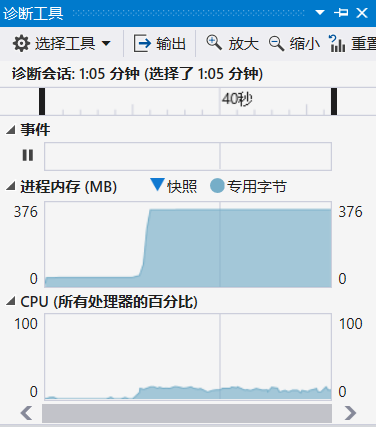 诊断工具
选择工具 输出 放大 缩小 重置
诊断会话: 1:05 分钟 (选择了 1:05 分钟)
40秒
事件
进程内存 (MB) 快照 专用字节
376 376
0 0
CPU (所有处理器的百分比)
100 100
0 0